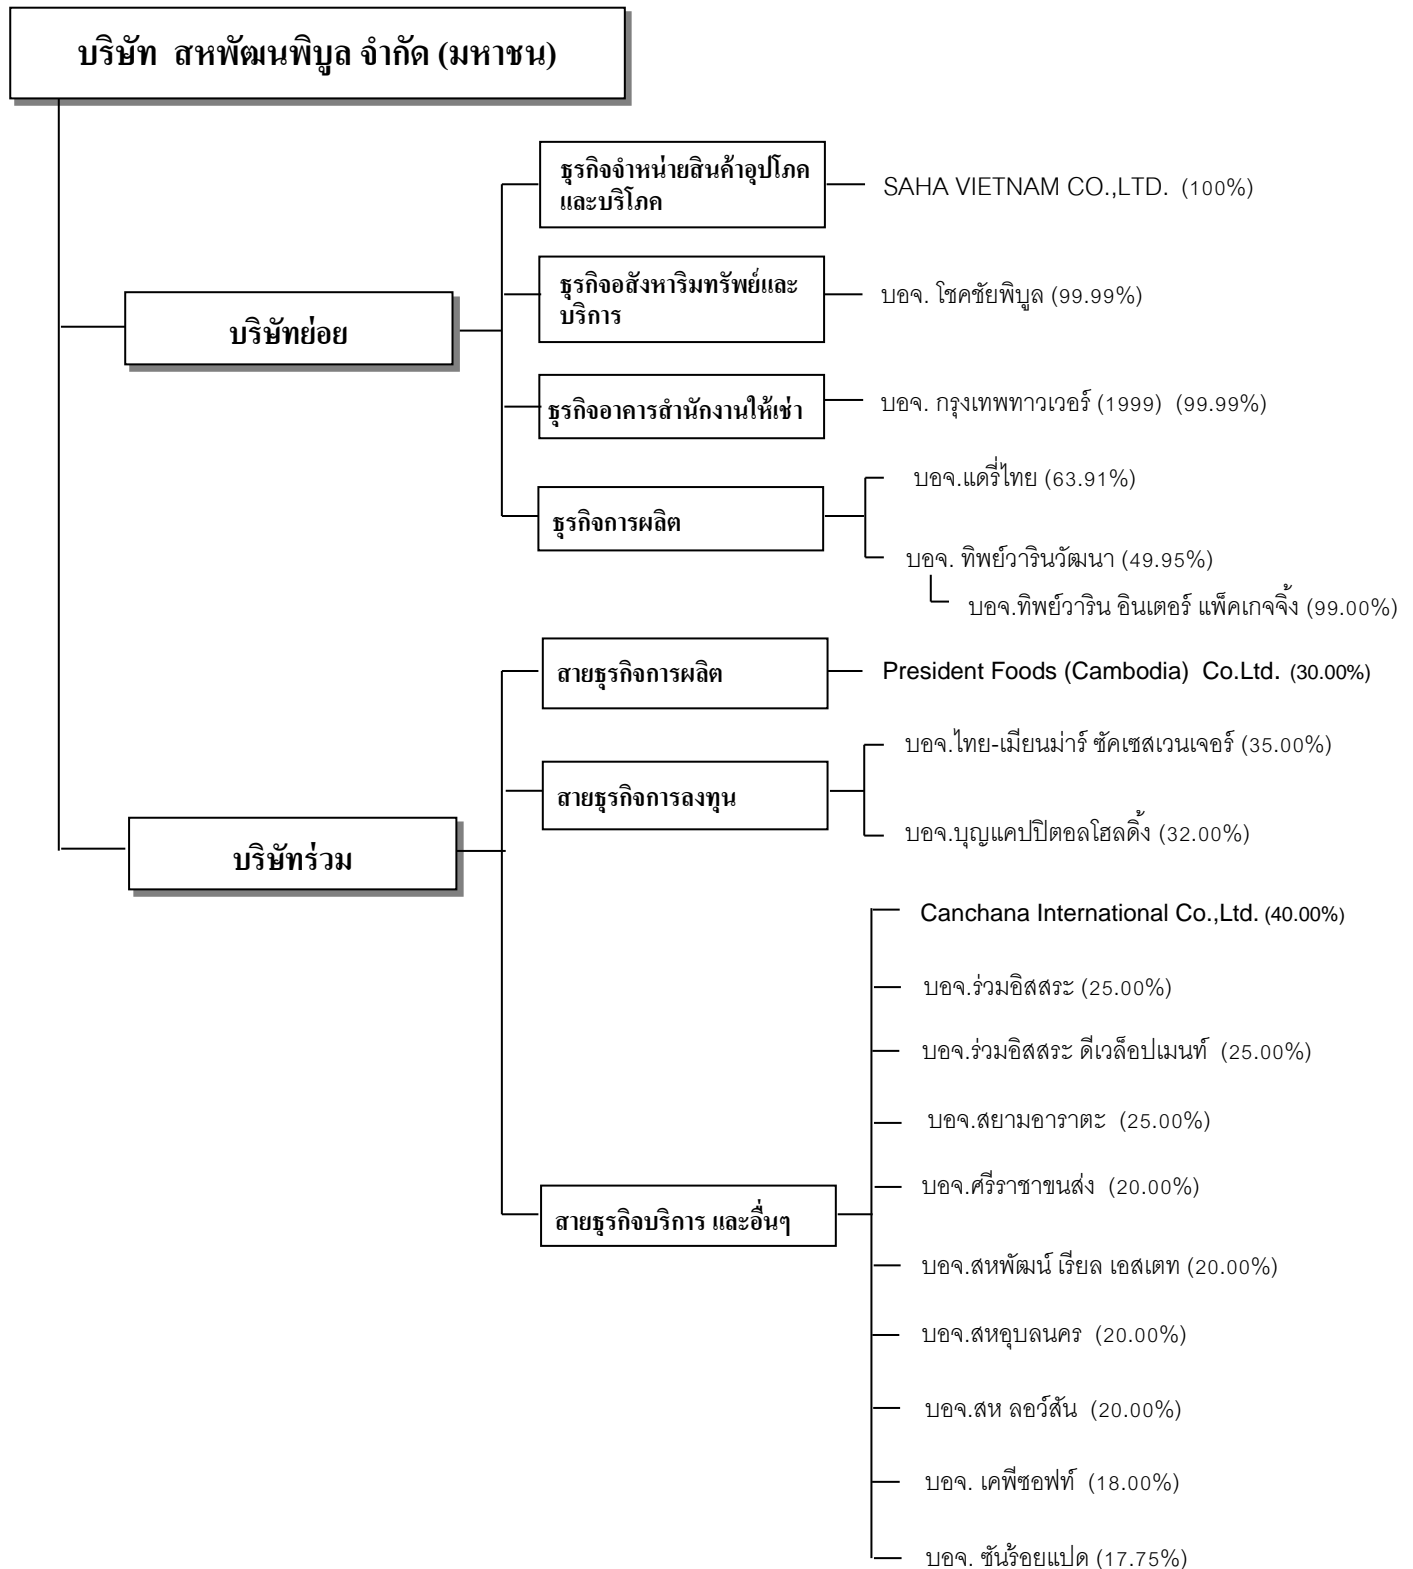 บริษัท สหพัฒนพิบูล จำกัด (มหาชน)
ธุรกิจจำหน่ายสินค้าอุปโภค
และบริโภค
SAHA VIETNAM CO.,LTD. (100%)
บริษัทย่อย
ธุรกิจอสังหาริมทรัพย์และ
บริการ
บอจ. โชคชัยพิบูล (99.99%)
ธุรกิจอาคารสำนักงานให้เช่า
บอจ. กรุงเทพทาวเวอร์ (1999) (99.99%)
ธุรกิจการผลิต
บอจ.แดรี่ไทย (63.91%)
บอจ. ทิพย์วารินวัฒนา (49.95%)
บอจ.ทิพย์วาริน อินเตอร์ แพ็คเกจจิ้ง (99.00%)
บริษัทร่วม
สายธุรกิจการผลิต
President Foods (Cambodia) Co.Ltd. (30.00%)
สายธุรกิจการลงทุน
บอจ.ไทย-เมียนม่าร์ ซัคเซสเวนเจอร์ (35.00%)
บอจ.บุญแคปปิตอลโฮลดิ้ง (32.00%)
สายธุรกิจบริการ และอื่นๆ
Canchana International Co.,Ltd. (40.00%)
บอจ.ร่วมอิสสระ (25.00%)
บอจ.ร่วมอิสสระ ดีเวล็อปเมนท์ (25.00%)
บอจ.สยามอาราตะ (25.00%)
บอจ.ศรีราชาขนส่ง (20.00%)
บอจ.สหพัฒน์ เรียล เอสเตท (20.00%)
บอจ.สหอุบลนคร (20.00%)
บอจ.สห ลอว์สัน (20.00%)
บอจ. เคพีซอฟท์ (18.00%)
บอจ. ซันร้อยแปด (17.75%)